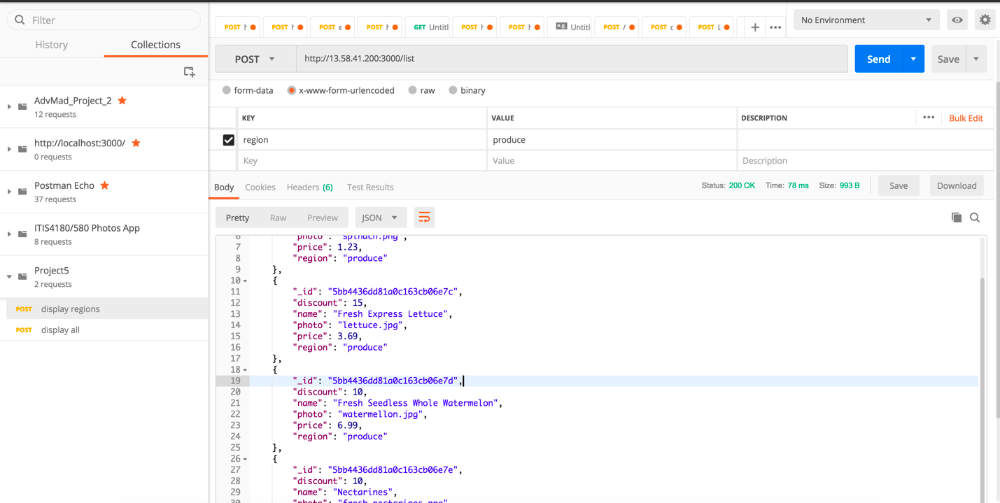 Filter
History Collections
AdvMad_Project_2
12 requests
http://localhost:3000/
0 requests
Postman Echo
37 requests
ITIS4180/580 Photos App
8 requests
Project5
2 requests
POST display regions
POST display all
POST POST POST e POST GET Untitl POST POST e.g. Untitl POST / POST POST L + ••• No Environment
POST http://13.58.41.200:3000/list Send Save
form-data x-www-form-urlencoded raw binary
KEY VALUE DESCRIPTION ••• Bulk Edit
region produce
Key Value Description
Body Cookies Headers (6) Test Results Status: 200 OK Time: 78 ms Size: 993 B Save Download
Pretty Raw Preview JSON
6 "photo": "spinach.png",
7 "price": 1.23,
8 "region": "produce"
9 },
10 {
11 "_id": "5bb4436dd81a0c163cb06e7c",
12 "discount": 15,
13 "name": "Fresh Express Lettuce",
14 "photo": "lettuce.jpg",
15 "price": 3.69,
16 "region": "produce"
17 },
18 {
19 "_id": "5bb4436dd81a0c163cb06e7d",
20 "discount": 10,
21 "name": "Fresh Seedless Whole Watermelon",
22 "photo": "watermellon.jpg",
23 "price": 6.99,
24 "region": "produce"
25 },
26 {
27 "_id": "5bb4436dd81a0c163cb06e7e",
28 "discount": 10,
29 "name": "Nectarines",
30 "photo": "fresh nectarines.png"